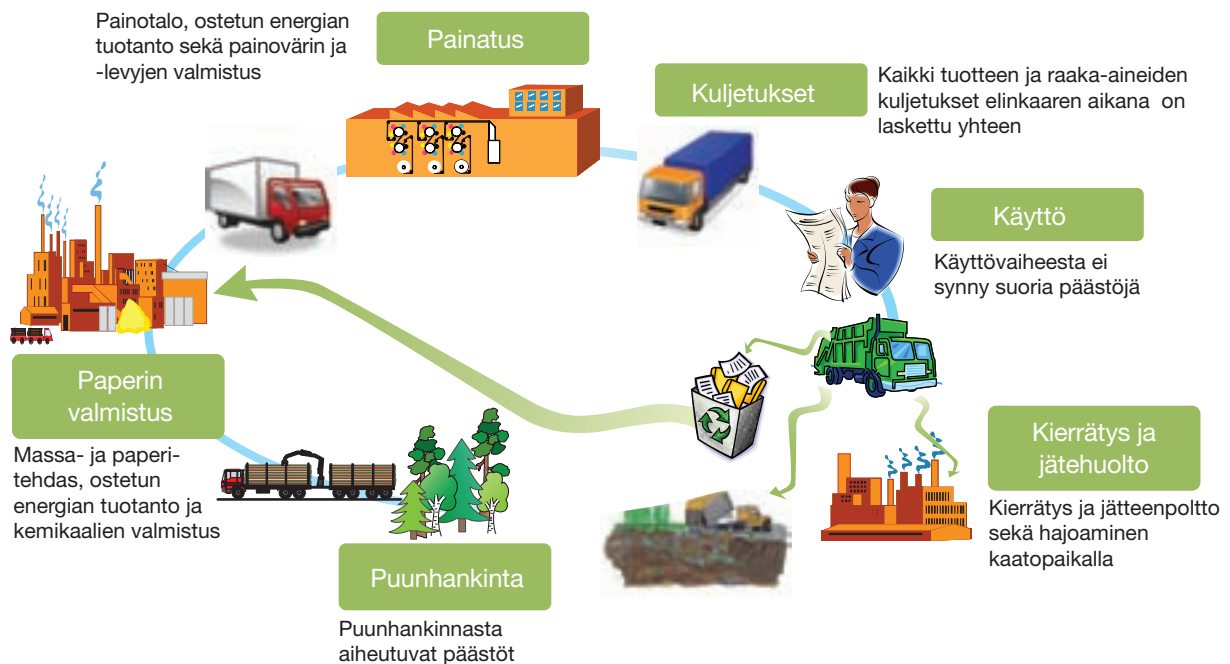 Painotalo, ostetun energian
tuotanto sekä painovärin ja
-levyjen valmistus
Painatus
Kuljetukset
Kaikki tuotteen ja raaka-aineiden
kuljetukset elinkaaren aikana on
laskettu yhteen
Käyttö
Käyttövaiheesta ei
synny suoria päästöjä
Paperin
valmistus
Massa- ja paperi-
tehdas, ostetun
energian tuotanto ja
kemikaalien valmistus
Kierrätys ja
jätehuolto
Kierrätys ja jätteenpoltto
sekä hajoaminen
kaatopaikalla
Puunhankinta
Puunhankinnasta
aiheutuvat päästöt